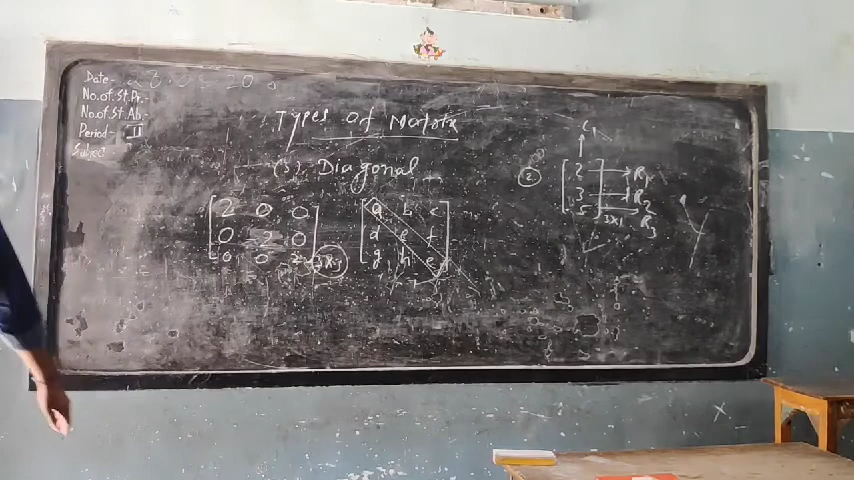 Date:-
No. of. St. Pr.-
No. of. St Ab.-
Period:- II
Subject
Types of Matrix
(3). Diagonal
2 0 0
0 2 0
0 0 2 3x3
a b c
d e f
g h e
② C1
2 → R1
3 → R2
5 → R3
3x1